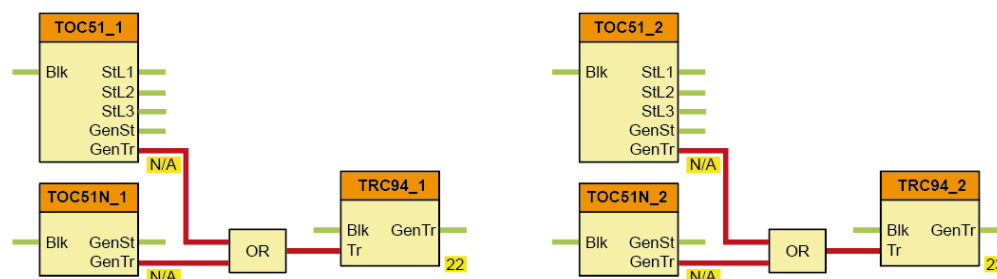 TOC51_1
Blk StL1
StL2
StL3
GenSt
GenTr
N/A
TOC51N_1
Blk GenSt
GenTr
N/A
OR
TRC94_1
Blk GenTr
Tr
22
TOC51_2
Blk StL1
StL2
StL3
GenSt
GenTr
N/A
TOC51N_2
Blk GenSt
GenTr
N/A
OR
TRC94_2
Blk GenTr
Tr